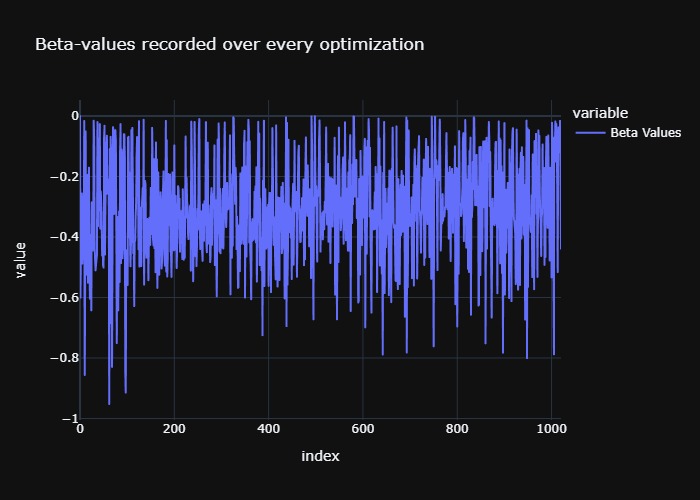 Beta-values recorded over every optimization
variable
Beta Values
value
0
−0.2
−0.4
−0.6
−0.8
−1
0 200 400 600 800 1000
index